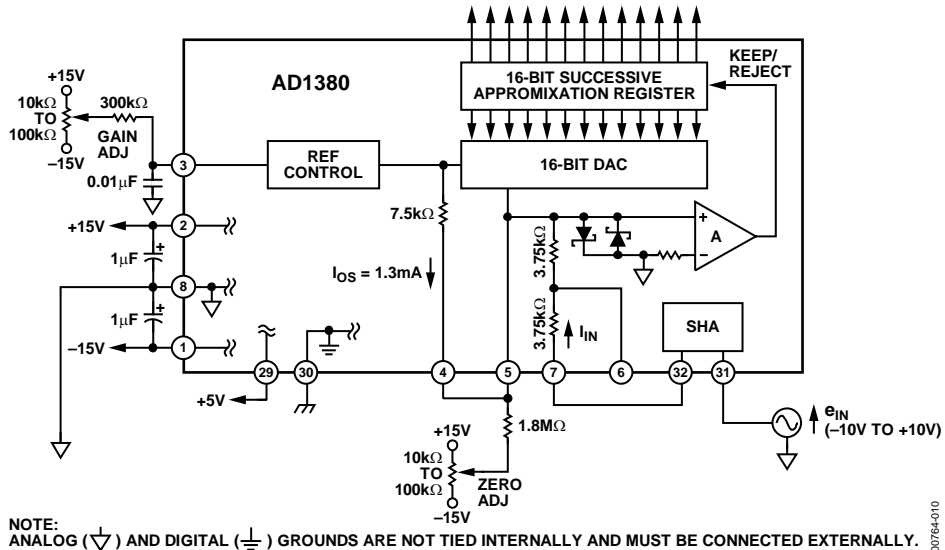 AD1380
16-BIT SUCCESSIVE
APPROMIXATION REGISTER
KEEP/
REJECT
+15V
10kΩ
TO
100kΩ
–15V
300kΩ
GAIN
ADJ
3
0.01µF
REF
CONTROL
16-BIT DAC
7.5kΩ
+15V
2
1µF
+
8
1µF
+
–15V
1
IOS = 1.3mA
3.75kΩ
3.75kΩ
IIN
+
A
–
SHA
29
30
4
5
7
6
32
31
+5V
1.8MΩ
eIN
(–10V TO +10V)
+15V
10kΩ
TO
100kΩ
–15V
ZERO
ADJ
NOTE:
ANALOG ( ) AND DIGITAL ( ) GROUNDS ARE NOT TIED INTERNALLY AND MUST BE CONNECTED EXTERNALLY.
00764-010